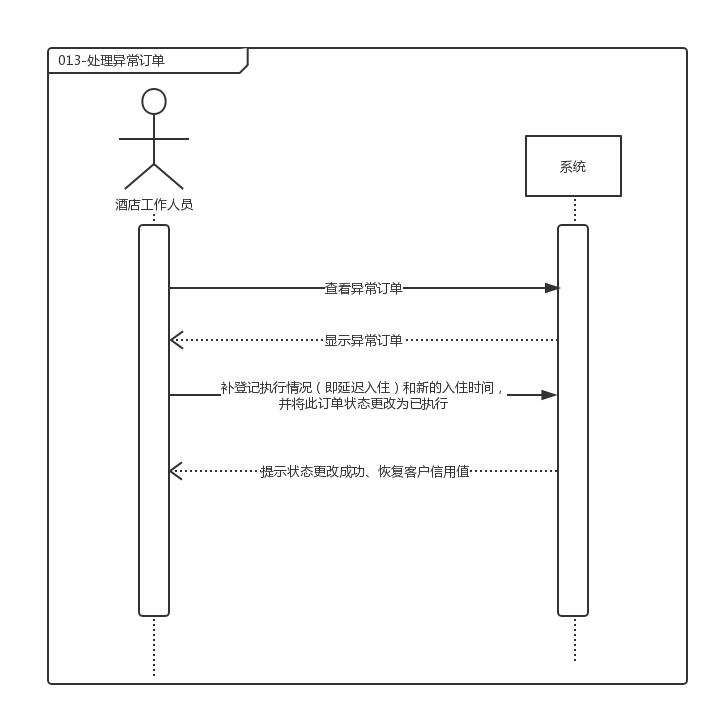 013-处理异常订单
系统
酒店工作人员
查看异常订单
显示异常订单
补登记执行情况（即延迟入住）和新的入住时间，
并将此订单状态更改为已执行
提示状态更改成功、恢复客户信用值